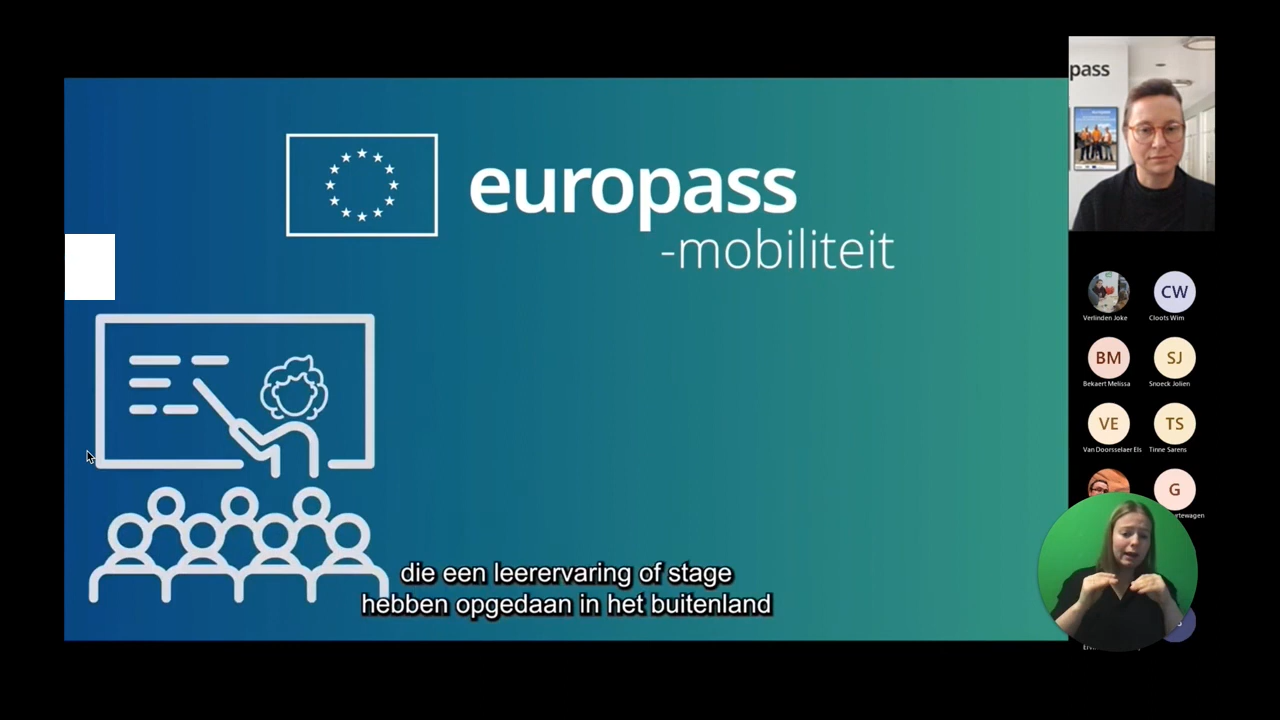 europass
-mobiliteit
die een leerervaring of stage
hebben opgedaan in het buitenland
pass
Verlinden Joke
CW
Cloots Wim
BM
Bekaert Melissa
SJ
Snoeck Jolien
VE
Van Doorsselaer Els
TS
Tinne Sarens
G